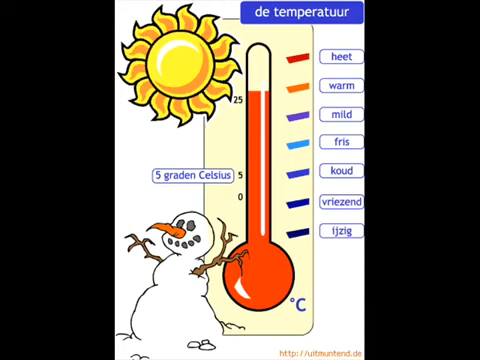 de temperatuur
heet
warm
25
mild
fris
5 graden Celsius
5
koud
0
vriezend
ijzig
°C
http://uitmuntend.de